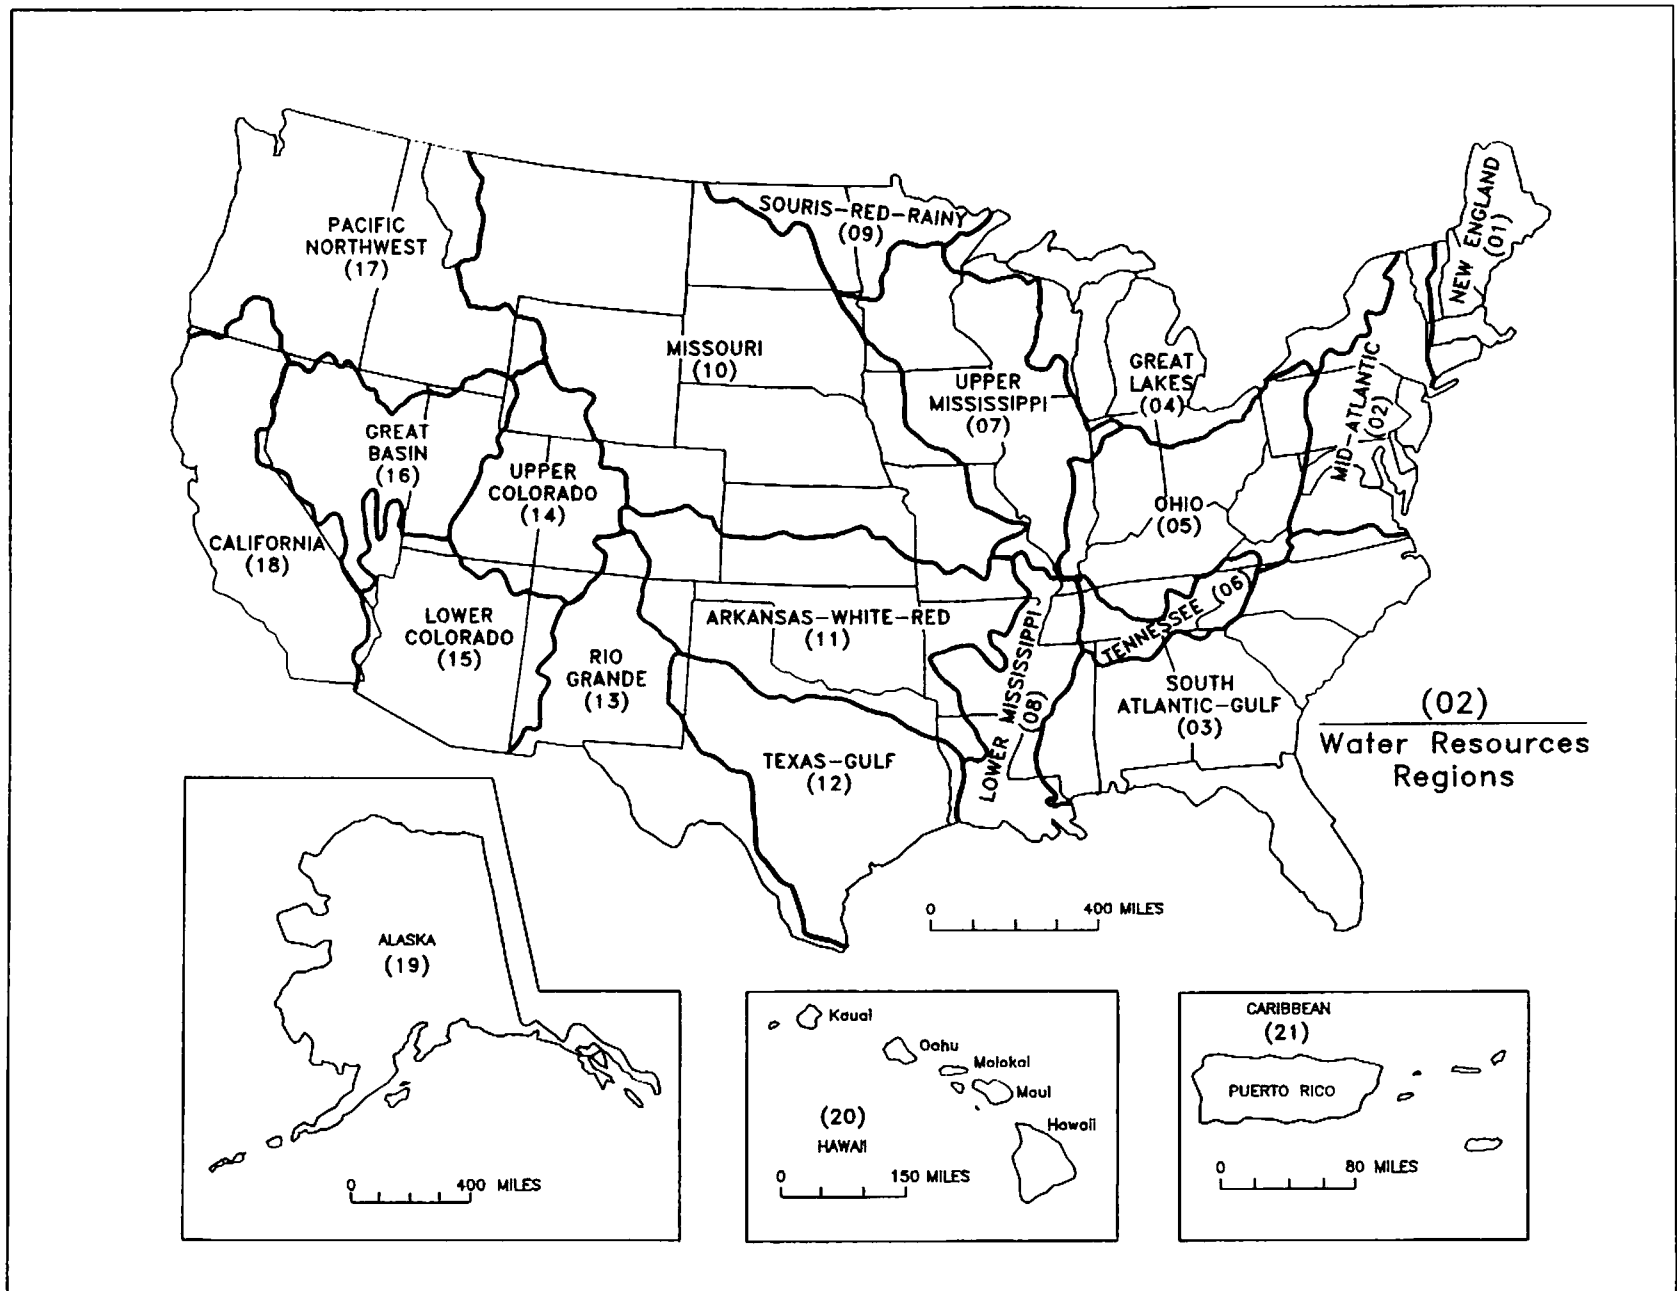 PACIFIC
NORTHWEST
(17)
SOURIS-RED-RAINY
(09)
NEW ENGLAND
(01)
MISSOURI
(10)
UPPER
MISSISSIPPI
(07)
GREAT
LAKES
(04)
MID-ATLANTIC
(02)
GREAT
BASIN
(16)
UPPER
COLORADO
(14)
OHIO
(05)
CALIFORNIA
(18)
LOWER
COLORADO
(15)
RIO
GRANDE
(13)
ARKANSAS-WHITE-RED
(11)
TENNESSEE (06)
LOWER MISSISSIPPI
(08)
SOUTH
ATLANTIC-GULF
(03)
TEXAS-GULF
(12)
(02)
Water Resources
Regions
0 400 MILES
ALASKA
(19)
0 400 MILES
Kauai
Oahu
Molokai
Maui
Hawaii
(20)
HAWAII
0 150 MILES
CARIBBEAN
(21)
PUERTO RICO
0 80 MILES